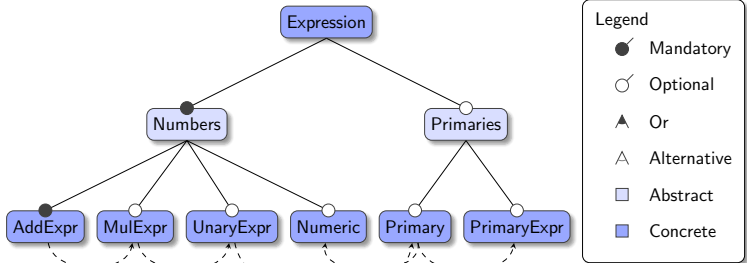 Expression
Numbers
Primaries
AddExpr
MulExpr
UnaryExpr
Numeric
Primary
PrimaryExpr
Legend
Mandatory
Optional
Or
Alternative
Abstract
Concrete